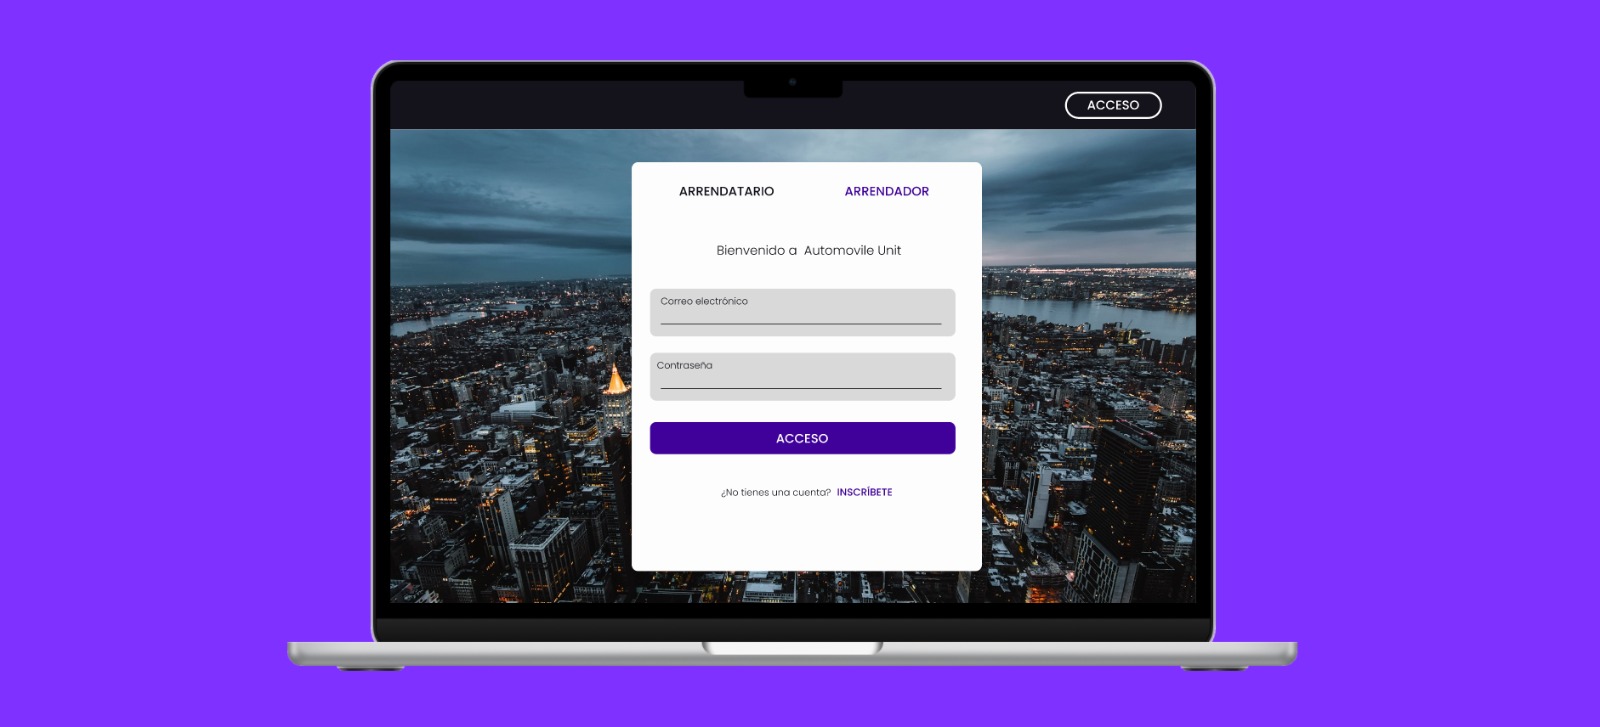 ACCESO
ARRENDATARIO ARRENDADOR
Bienvenido a Automovile Unit
Correo electrónico
Contraseña
ACCESO
¿No tienes una cuenta? INSCRÍBETE